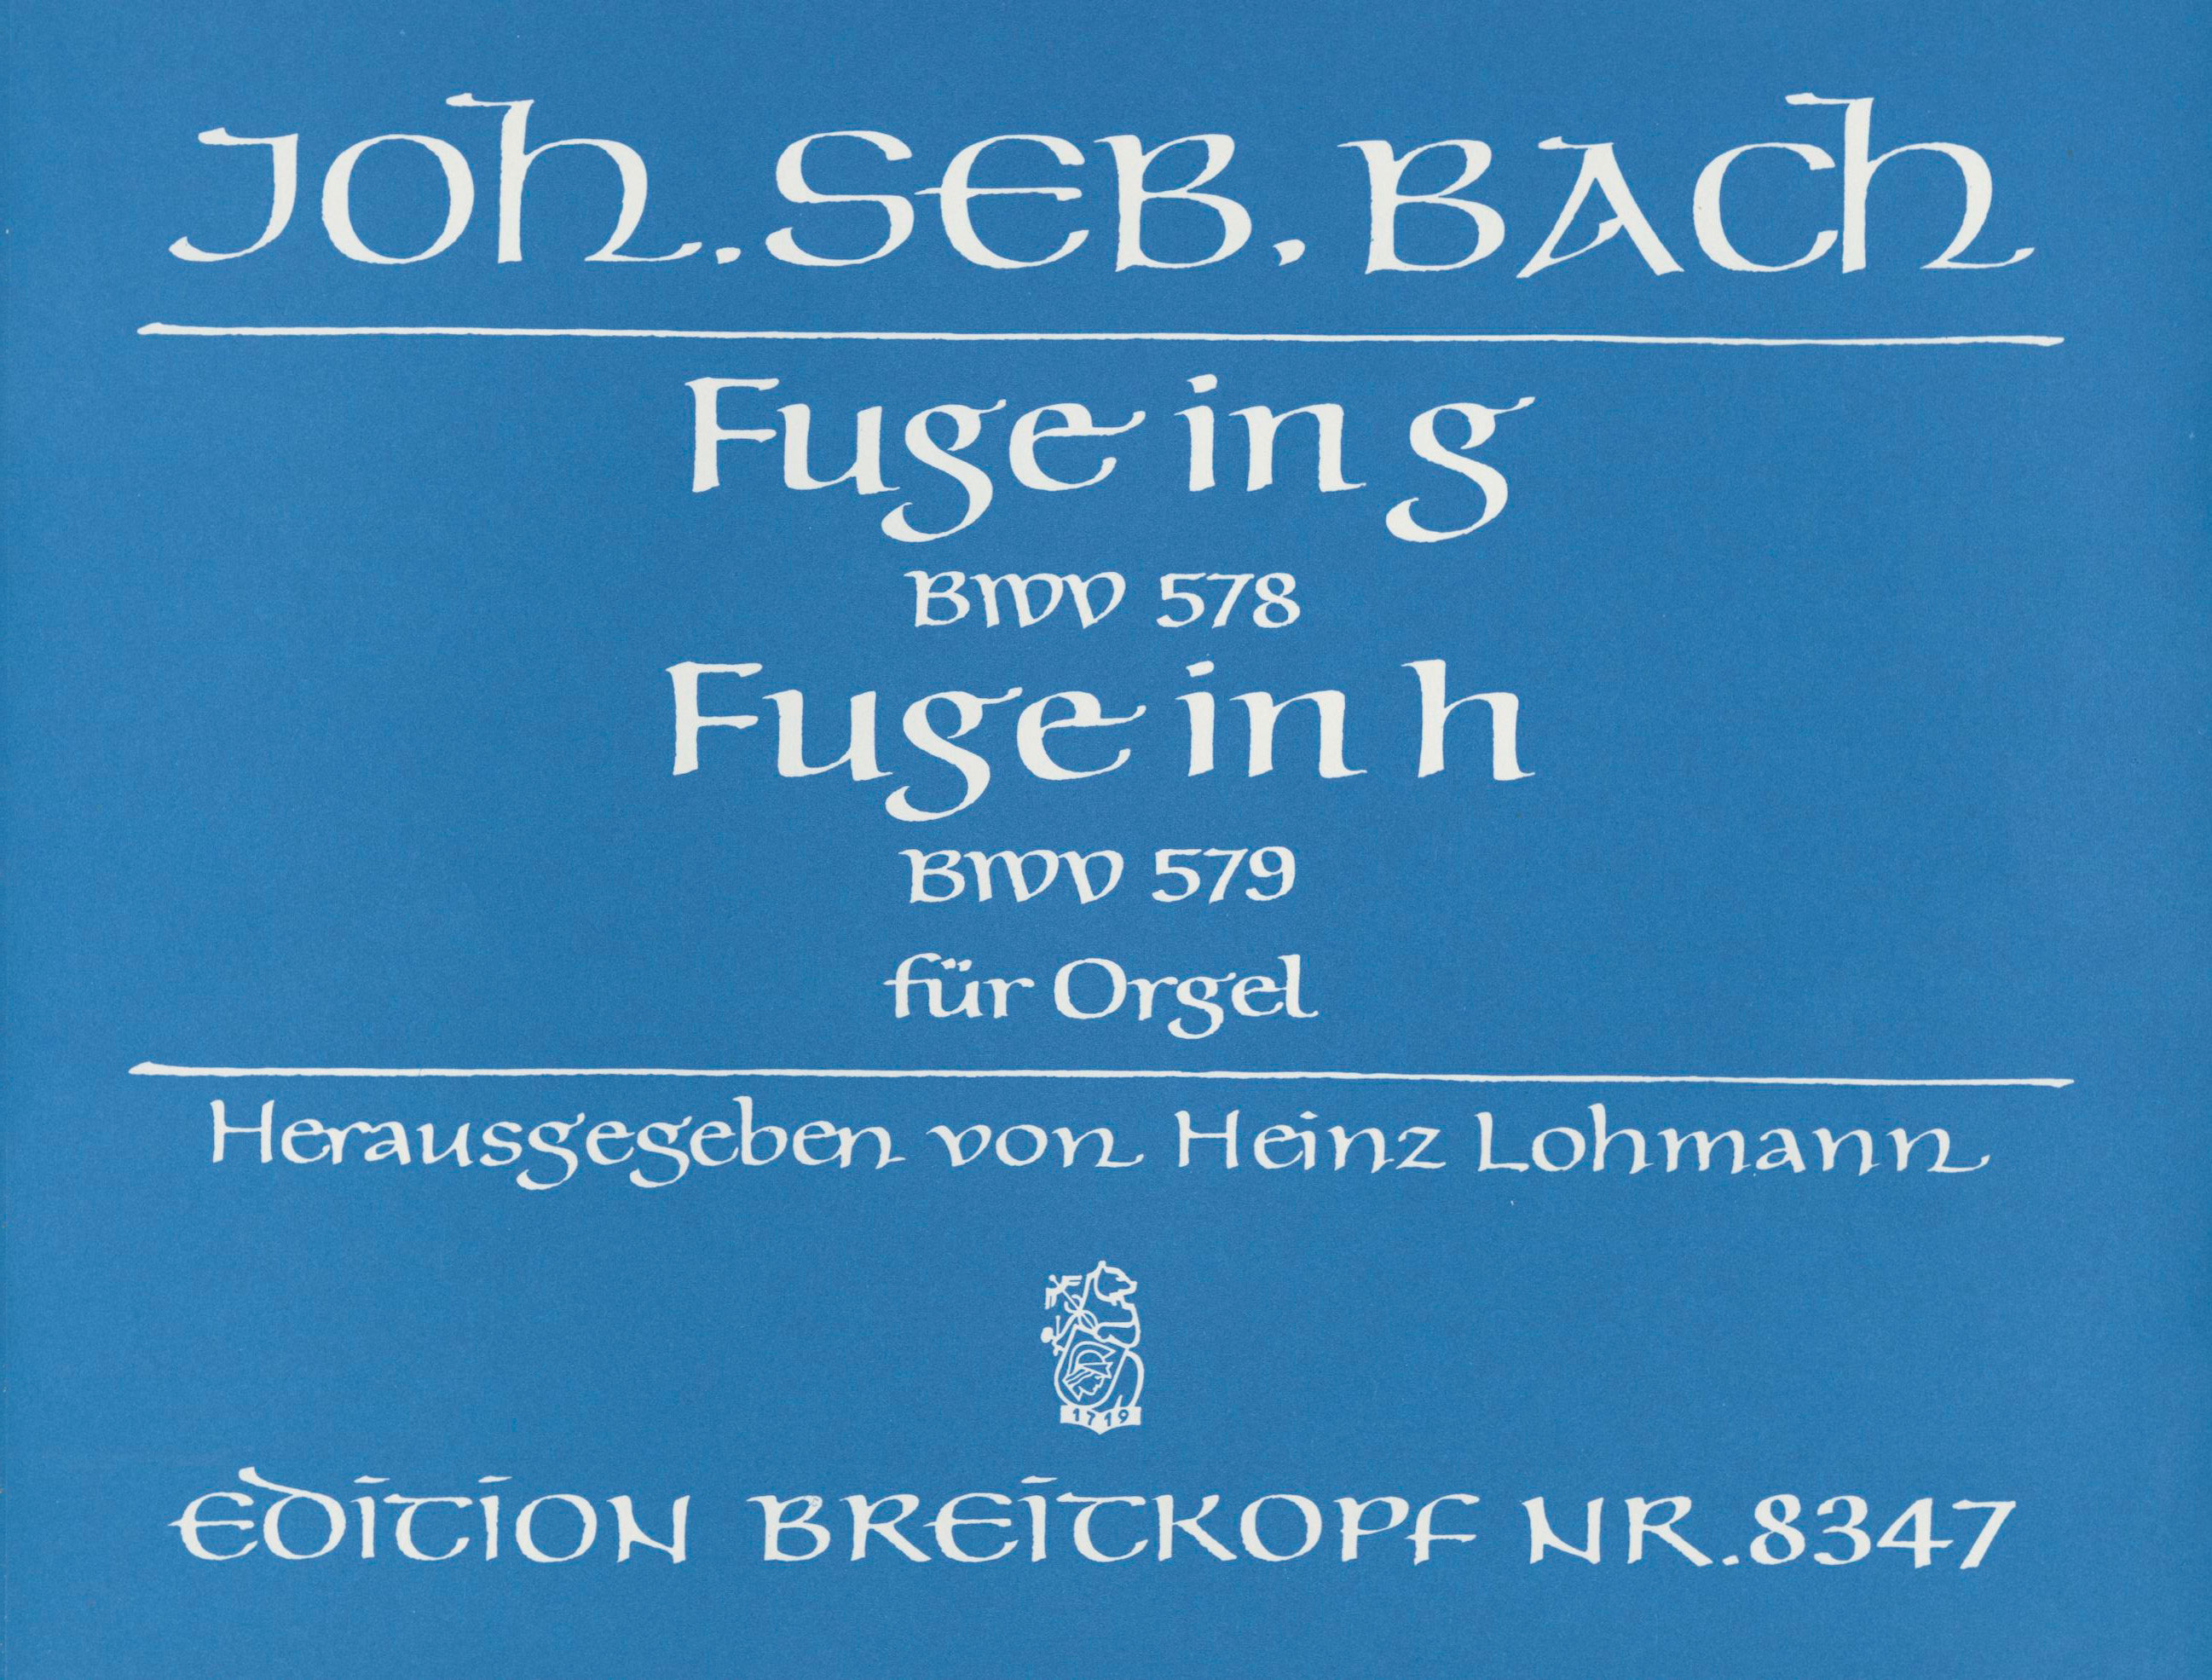 Joh. Seb. Bach
Fuge in g
BWV 578
Fuge in h
BWV 579
für Orgel
Herausgegeben von Heinz Lohmann
1719
EDITION BREITKOPF NR. 8347